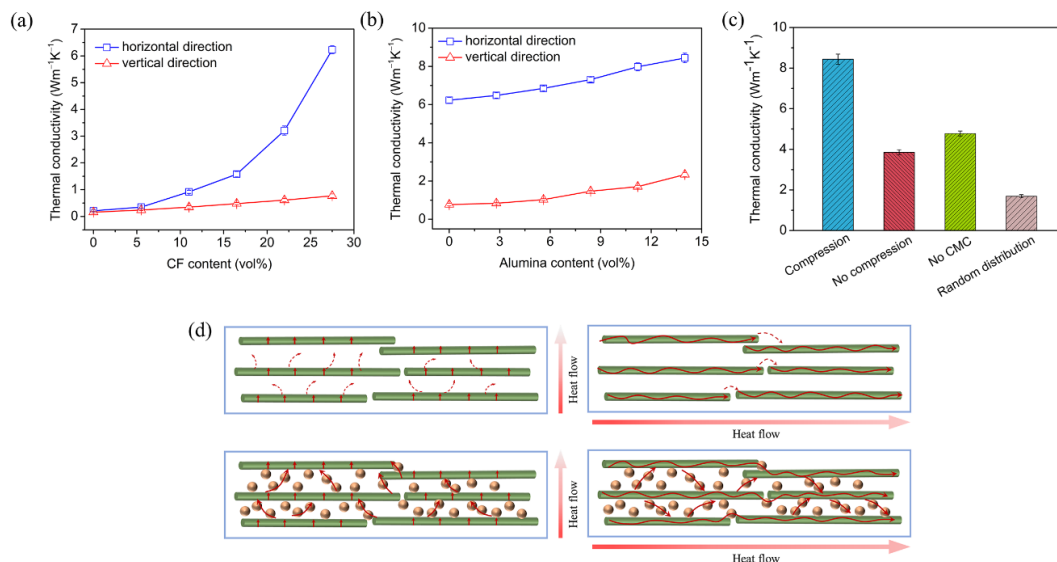 (a)
Thermal conductivity (Wm⁻¹K⁻¹)
7
6
5
4
3
2
1
0
horizontal direction
vertical direction
0 5 10 15 20 25 30
CF content (vol%)
(b)
Thermal conductivity (Wm⁻¹K⁻¹)
10
8
6
4
2
0
horizontal direction
vertical direction
0 3 6 9 12 15
Alumina content (vol%)
(c)
Thermal conductivity (Wm⁻¹K⁻¹)
10
8
6
4
2
0
Compression
No compression
No CMC
Random distribution
(d)
Heat flow
Heat flow
Heat flow
Heat flow